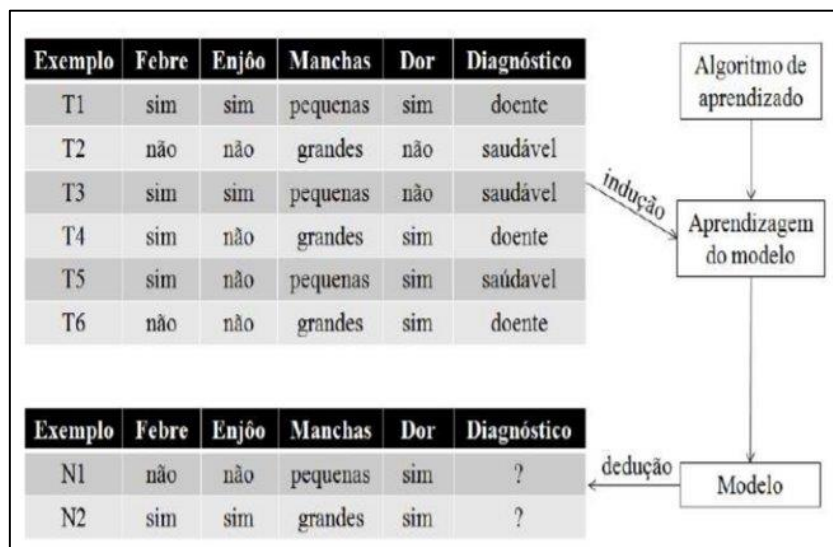 Exemplo Febre Enjôo Manchas Dor Diagnóstico
T1 sim sim pequenas sim doente
T2 não não grandes não saudável
T3 sim sim pequenas não saudável
T4 sim não grandes sim doente
T5 sim não pequenas sim saúdavel
T6 não não grandes sim doente
Algoritmo de
aprendizado
indução
Aprendizagem
do modelo
Exemplo Febre Enjôo Manchas Dor Diagnóstico
N1 não não pequenas sim ?
N2 sim sim grandes sim ?
dedução
Modelo